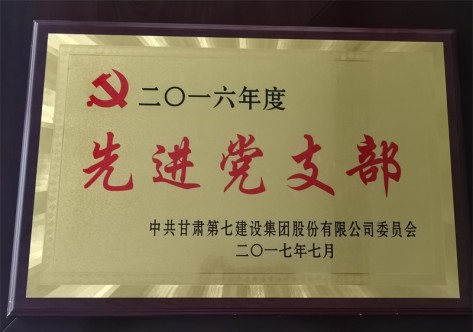 二〇一六年度
先进党支部
中共甘肃第七建设集团股份有限公司委员会
二〇一七年七月